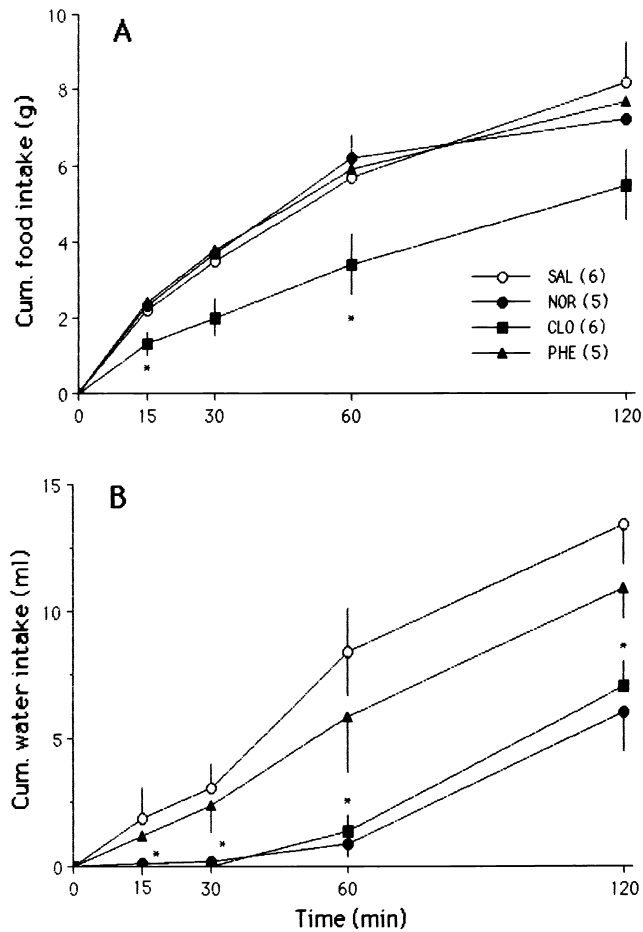 A
Cum. food intake (g)
10
8
6
4
2
0
SAL (6)
NOR (5)
CLO (6)
PHE (5)
*
*
0 15 30 60 120
B
Cum. water intake (ml)
15
10
5
0
*
*
*
*
0 15 30 60 120
Time (min)